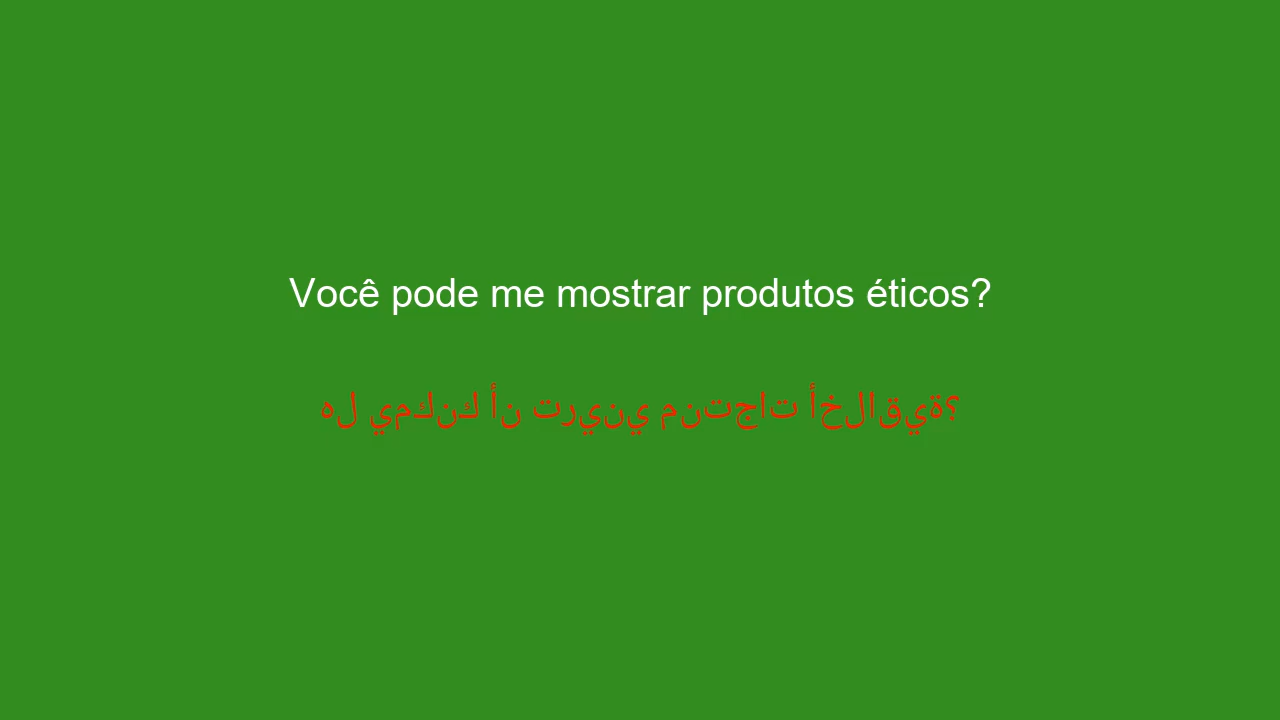 Você pode me mostrar produtos éticos?
هل يمكنك أن تريني منتجات أخلاقية؟